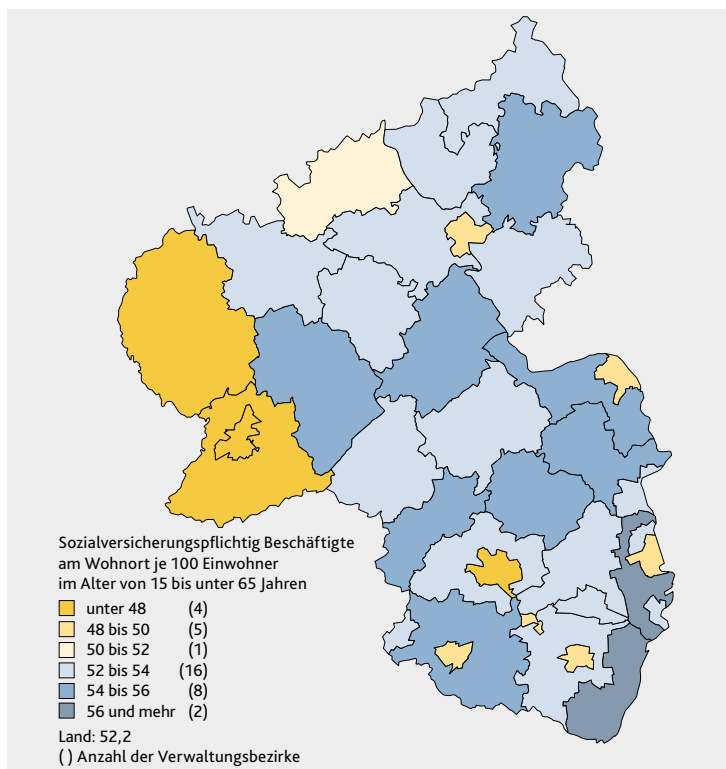 Sozialversicherungspflichtig Beschäftigte
am Wohnort je 100 Einwohner
im Alter von 15 bis unter 65 Jahren
unter 48 (4)
48 bis 50 (5)
50 bis 52 (1)
52 bis 54 (16)
54 bis 56 (8)
56 und mehr (2)
Land: 52,2
( ) Anzahl der Verwaltungsbezirke